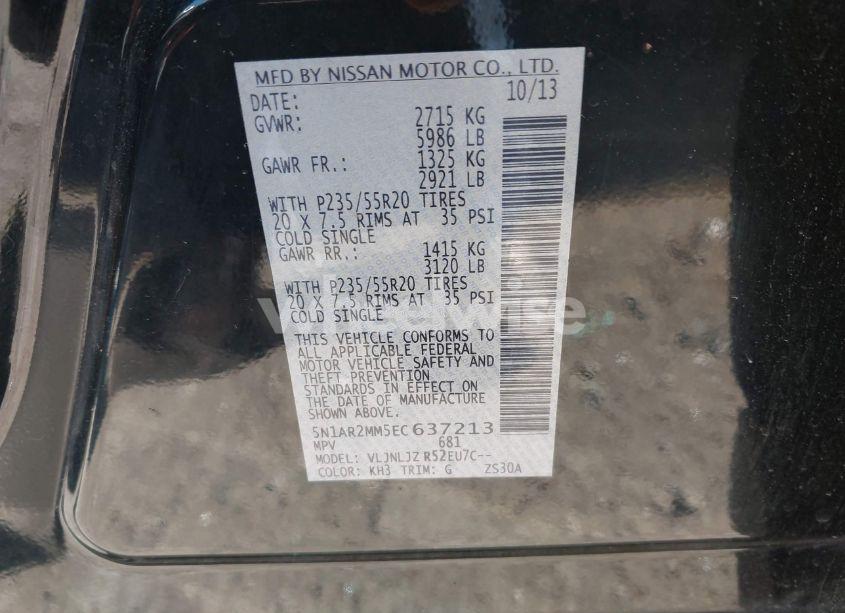 MFD BY NISSAN MOTOR CO., LTD.
DATE: 10/13
GVWR: 2715 KG
5986 LB
GAWR FR.: 1325 KG
2921 LB
WITH P235/55R20 TIRES
20 X 7.5 RIMS AT 35 PSI
COLD SINGLE
GAWR RR.: 1415 KG
3120 LB
WITH P235/55R20 TIRES
20 X 7.5 RIMS AT 35 PSI
COLD SINGLE
wheelwise
THIS VEHICLE CONFORMS TO
ALL APPLICABLE FEDERAL
MOTOR VEHICLE SAFETY AND
THEFT PREVENTION
STANDARDS IN EFFECT ON
THE DATE OF MANUFACTURE
SHOWN ABOVE.
5N1AR2MM5EC637213
MPV 681
MODEL: VLJNLJZ R52EU7C--
COLOR: KH3 TRIM: G ZS30A